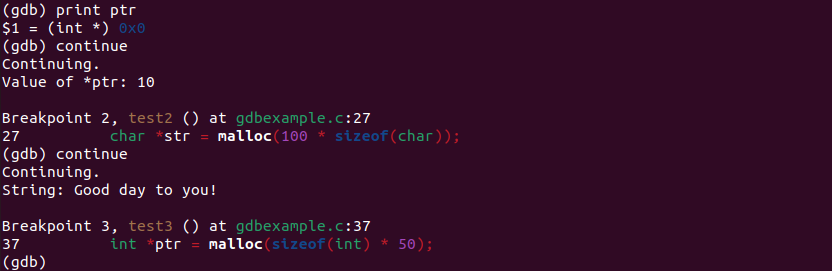 (gdb) print ptr
$1 = (int *) 0x0
(gdb) continue
Continuing.
Value of *ptr: 10

Breakpoint 2, test2 () at gdbexample.c:27
27          char *str = malloc(100 * sizeof(char));
(gdb) continue
Continuing.
String: Good day to you!

Breakpoint 3, test3 () at gdbexample.c:37
37          int *ptr = malloc(sizeof(int) * 50);
(gdb)